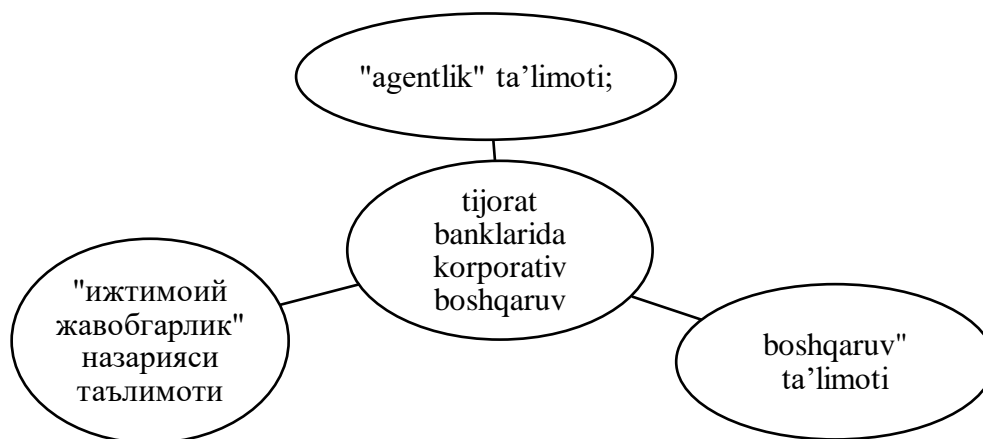 "agentlik" ta’limoti;
tijorat
banklarida
korporativ
boshqaruv
"ижтимоий
жавобгарлик"
назарияси
таълимоти
boshqaruv"
ta’limoti